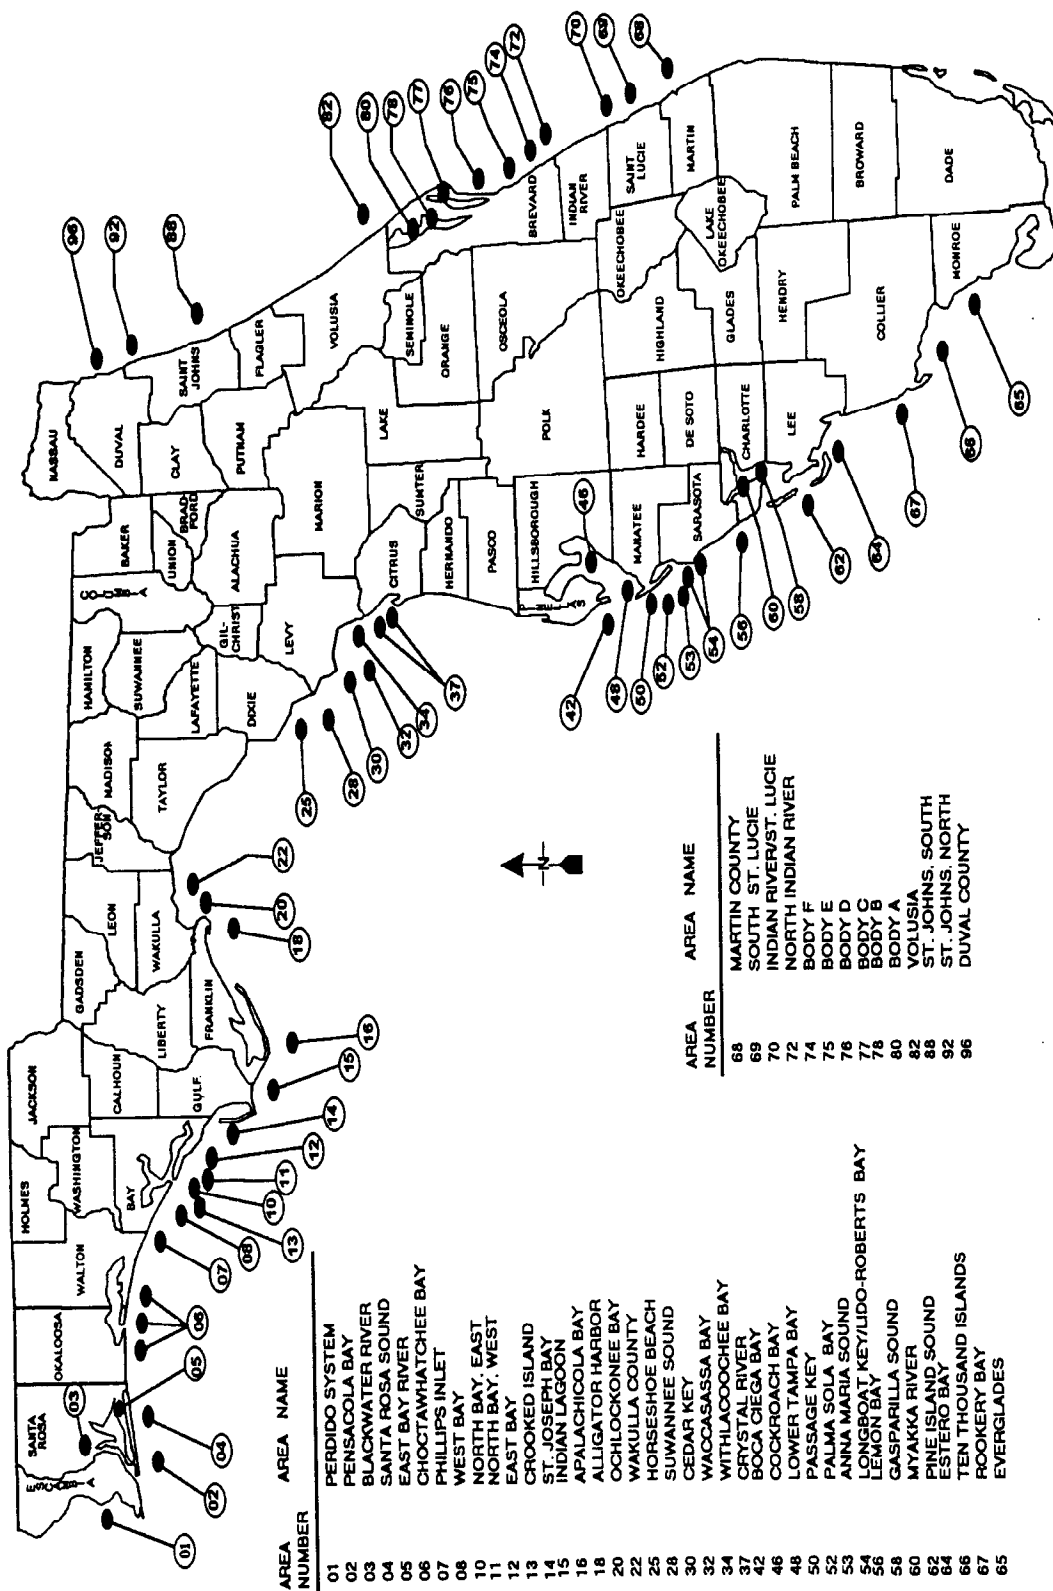 NASSAU
DUVAL
CLAY
SAINT JOHNS
PUTNAM
FLAGLER
VOLUSIA
BAKER
UNION
BRAD-
FORD
ALACHUA
MARION
COLUMBIA
HAMILTON
SUWANNEE
LAFAYETTE
GIL-
CHRIST
LEVY
DIXIE
MADISON
TAYLOR
JEFFER-
SON
LEON
WAKULLA
GADSDEN
LIBERTY
FRANKLIN
JACKSON
CALHOUN
GULF
HOLMES
WASHINGTON
BAY
WALTON
OKALOOSA
SANTA
ROSA
ESCAMBIA
SEMINOLE
ORANGE
LAKE
SUNTER
CITRUS
HERNANDO
PASCO
HILLSBOROUGH
PINELLAS
POLK
OSCEOLA
BREVARD
INDIAN
RIVER
SAINT
LUCIE
MARTIN
OKEECHOBEE
LAKE
OKEECHOBEE
HIGHLAND
HARDEE
DE SOTO
MANATEE
SARASOTA
CHARLOTTE
GLADES
HENDRY
LEE
COLLIER
PALM BEACH
BROWARD
DADE
MONROE
01
02
03
04
05
06
07
08
13
10
11
12
14
15
16
18
20
22
25
28
30
32
34
37
42
46
48
50
52
53
54
56
60
58
62
64
67
66
65
96
92
88
82
80
78
77
76
75
74
72
70
69
68
N
AREA NUMBER AREA NAME
01 PERDIDO SYSTEM
02 PENSACOLA BAY
03 BLACKWATER RIVER
04 SANTA ROSA SOUND
05 EAST BAY RIVER
06 CHOCTAWHATCHEE BAY
07 PHILLIPS INLET
08 WEST BAY
10 NORTH BAY. EAST
11 NORTH BAY. WEST
12 EAST BAY
13 CROOKED ISLAND
14 ST. JOSEPH BAY
15 INDIAN LAGOON
16 APALACHICOLA BAY
18 ALLIGATOR HARBOR
20 OCHLOCKONEE BAY
22 WAKULLA COUNTY
25 HORSESHOE BEACH
28 SUWANNEE SOUND
30 CEDAR KEY
32 WACCASASSA BAY
34 WITHLACOOCHEE BAY
37 CRYSTAL RIVER
42 BOCA CIEGA BAY
46 COCKROACH BAY
48 LOWER TAMPA BAY
50 PASSAGE KEY
52 PALMA SOLA BAY
53 ANNA MARIA SOUND
54 LONGBOAT KEY/LIDO-ROBERTS BAY
56 LEMON BAY
58 GASPARILLA SOUND
60 MYAKKA RIVER
62 PINE ISLAND SOUND
64 ESTERO BAY
66 TEN THOUSAND ISLANDS
67 ROOKERY BAY
65 EVERGLADES
AREA NUMBER AREA NAME
68 MARTIN COUNTY
69 SOUTH ST. LUCIE
70 INDIAN RIVER/ST. LUCIE
72 NORTH INDIAN RIVER
74 BODY F
75 BODY E
76 BODY D
77 BODY C
78 BODY B
80 BODY A
82 VOLUSIA
88 ST. JOHNS. SOUTH
92 ST. JOHNS. NORTH
96 DUVAL COUNTY